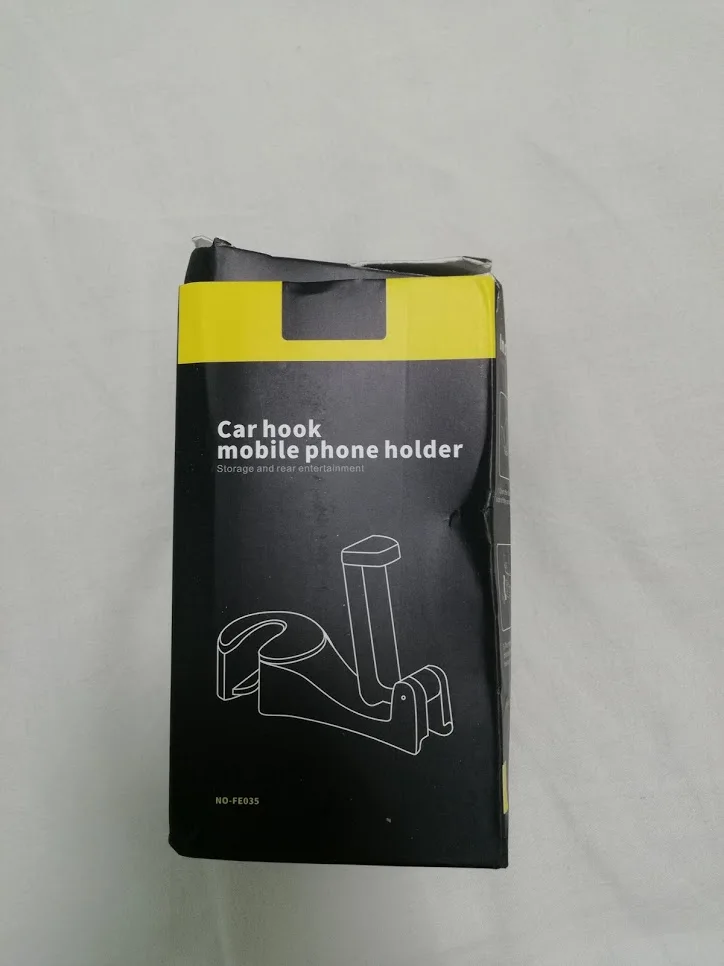 Car hook
mobile phone holder
Storage and rear entertainment
NO-FE035